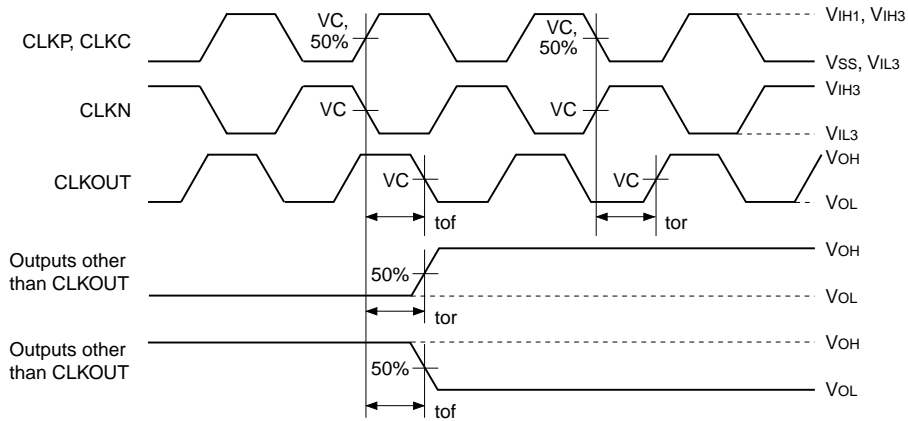 CLKP, CLKC
VC,
50%
VC,
50%
VIH1, VIH3
VSS, VIL3
CLKN
VC
VC
VIH3
VIL3
CLKOUT
VC
VC
VOH
VOL
tof
tor
Outputs other
than CLKOUT
50%
VOH
VOL
tor
Outputs other
than CLKOUT
50%
VOH
VOL
tof